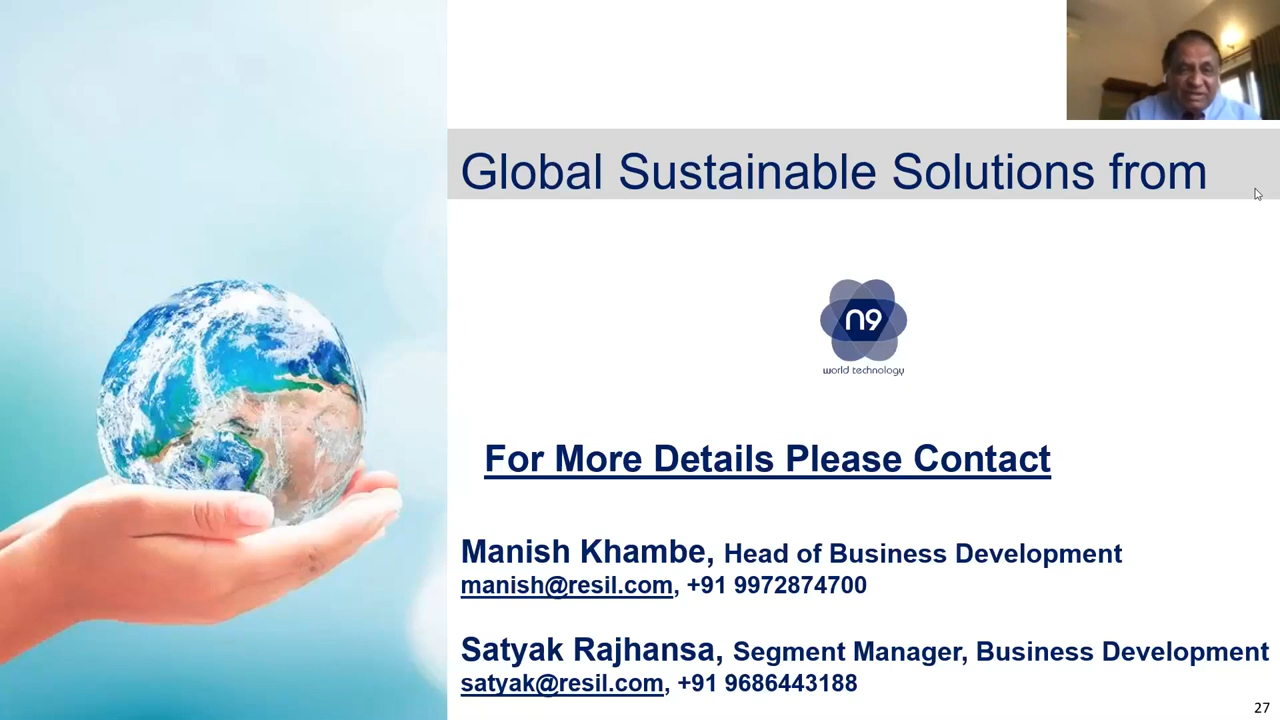 Global Sustainable Solutions from
n9
world technology
For More Details Please Contact
Manish Khambe, Head of Business Development
manish@resil.com, +91 9972874700
Satyak Rajhansa, Segment Manager, Business Development
satyak@resil.com, +91 9686443188
27